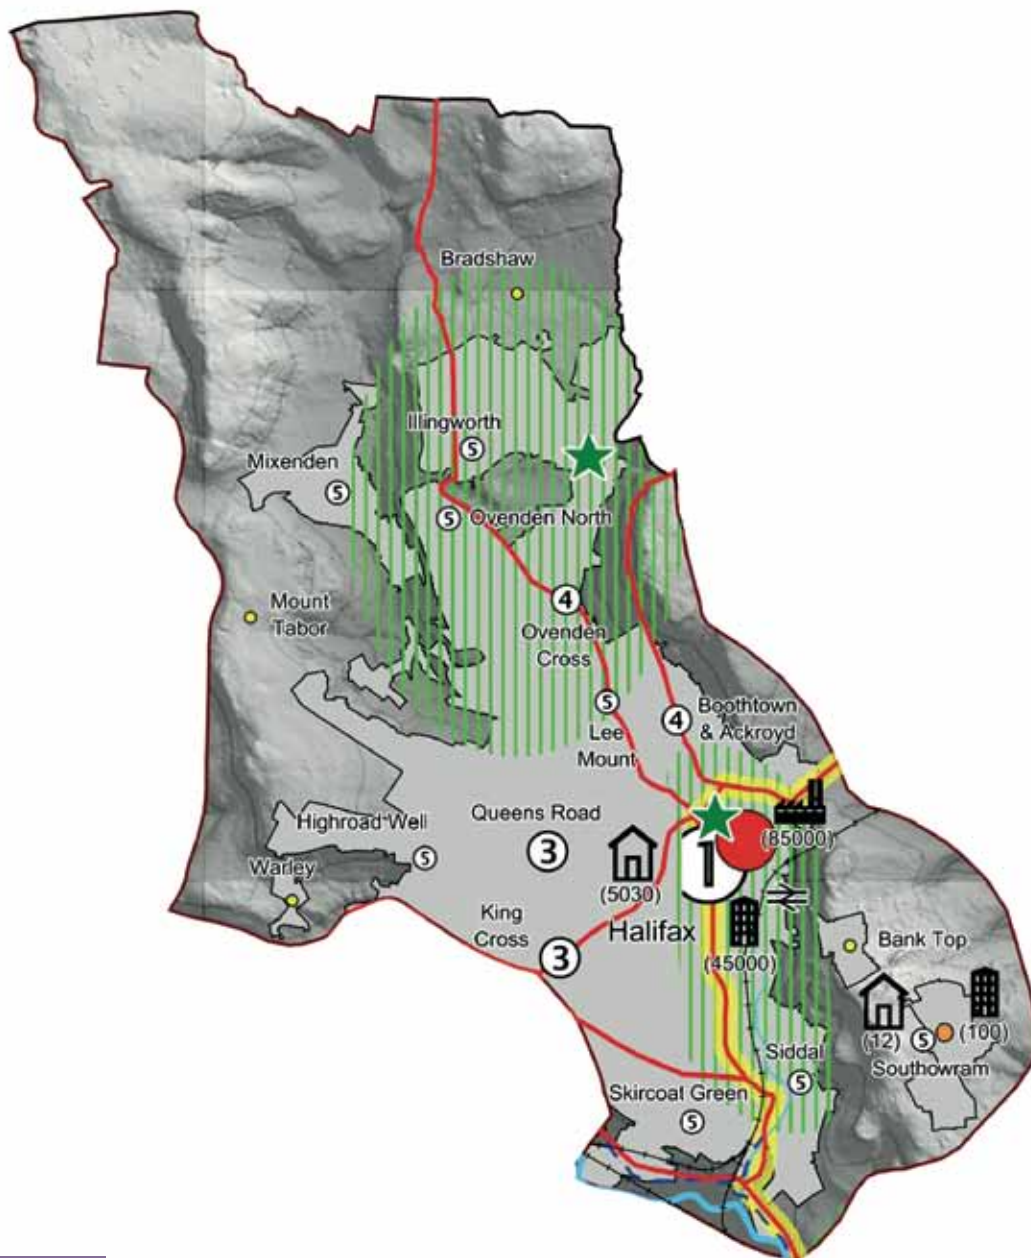 Bradshaw
Illingworth
5
Mixenden
5
5
Ovenden North
Mount
Tabor
4
Ovenden
Cross
5
Lee
Mount
4
Boothtown
& Ackroyd
Queens Road
3
Highroad Well
5
Warley
(5030)
1
(85000)
King
Cross
3
Halifax
(45000)
Bank Top
(12)
5
(100)
Southowram
Siddal
5
Skircoat Green
5